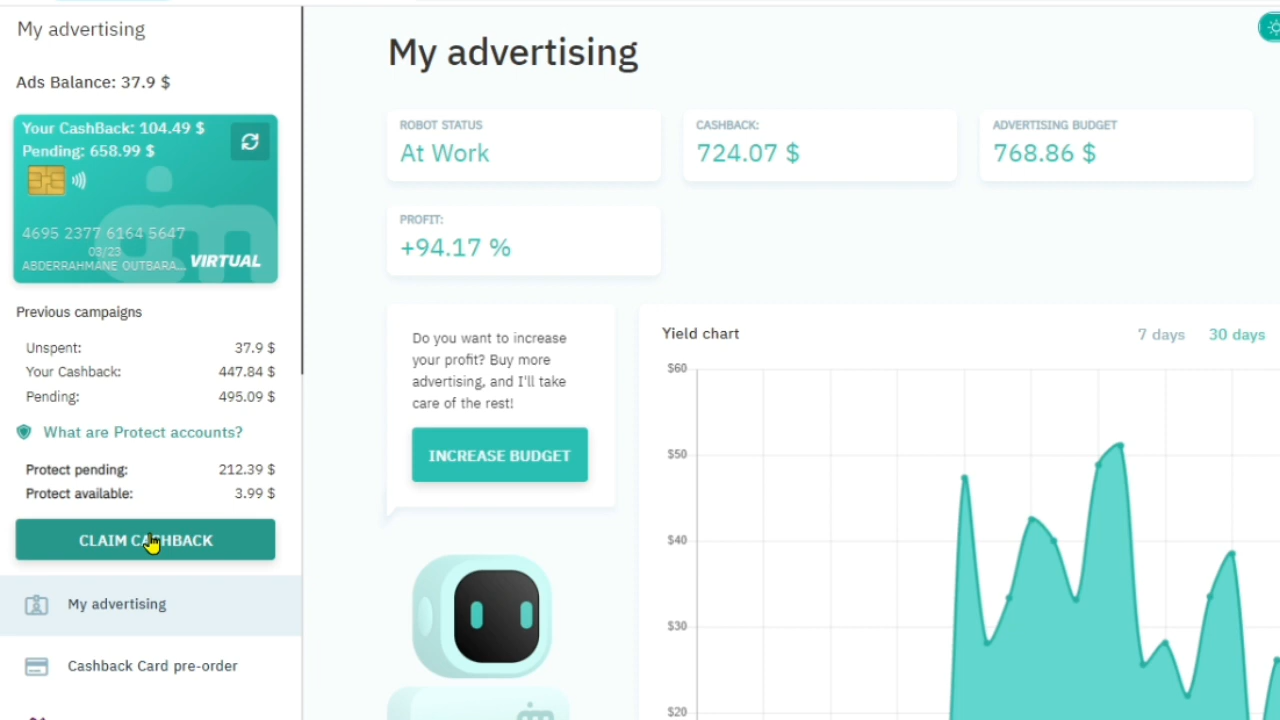 My advertising
Ads Balance: 37.9 $
Your CashBack: 104.49 $
Pending: 658.99 $
4695 2377 6164 5647
03/23
ABDERRAHMANE OUTBARA...
VIRTUAL
Previous campaigns
Unspent: 37.9 $
Your Cashback: 447.84 $
Pending: 495.09 $
What are Protect accounts?
Protect pending: 212.39 $
Protect available: 3.99 $
CLAIM CASHBACK
My advertising
Cashback Card pre-order
My advertising
ROBOT STATUS
At Work
CASHBACK:
724.07 $
ADVERTISING BUDGET
768.86 $
PROFIT:
+94.17 %
Do you want to increase
your profit? Buy more
advertising, and I'll take
care of the rest!
INCREASE BUDGET
Yield chart
7 days 30 days
$60
$50
$40
$30
$20